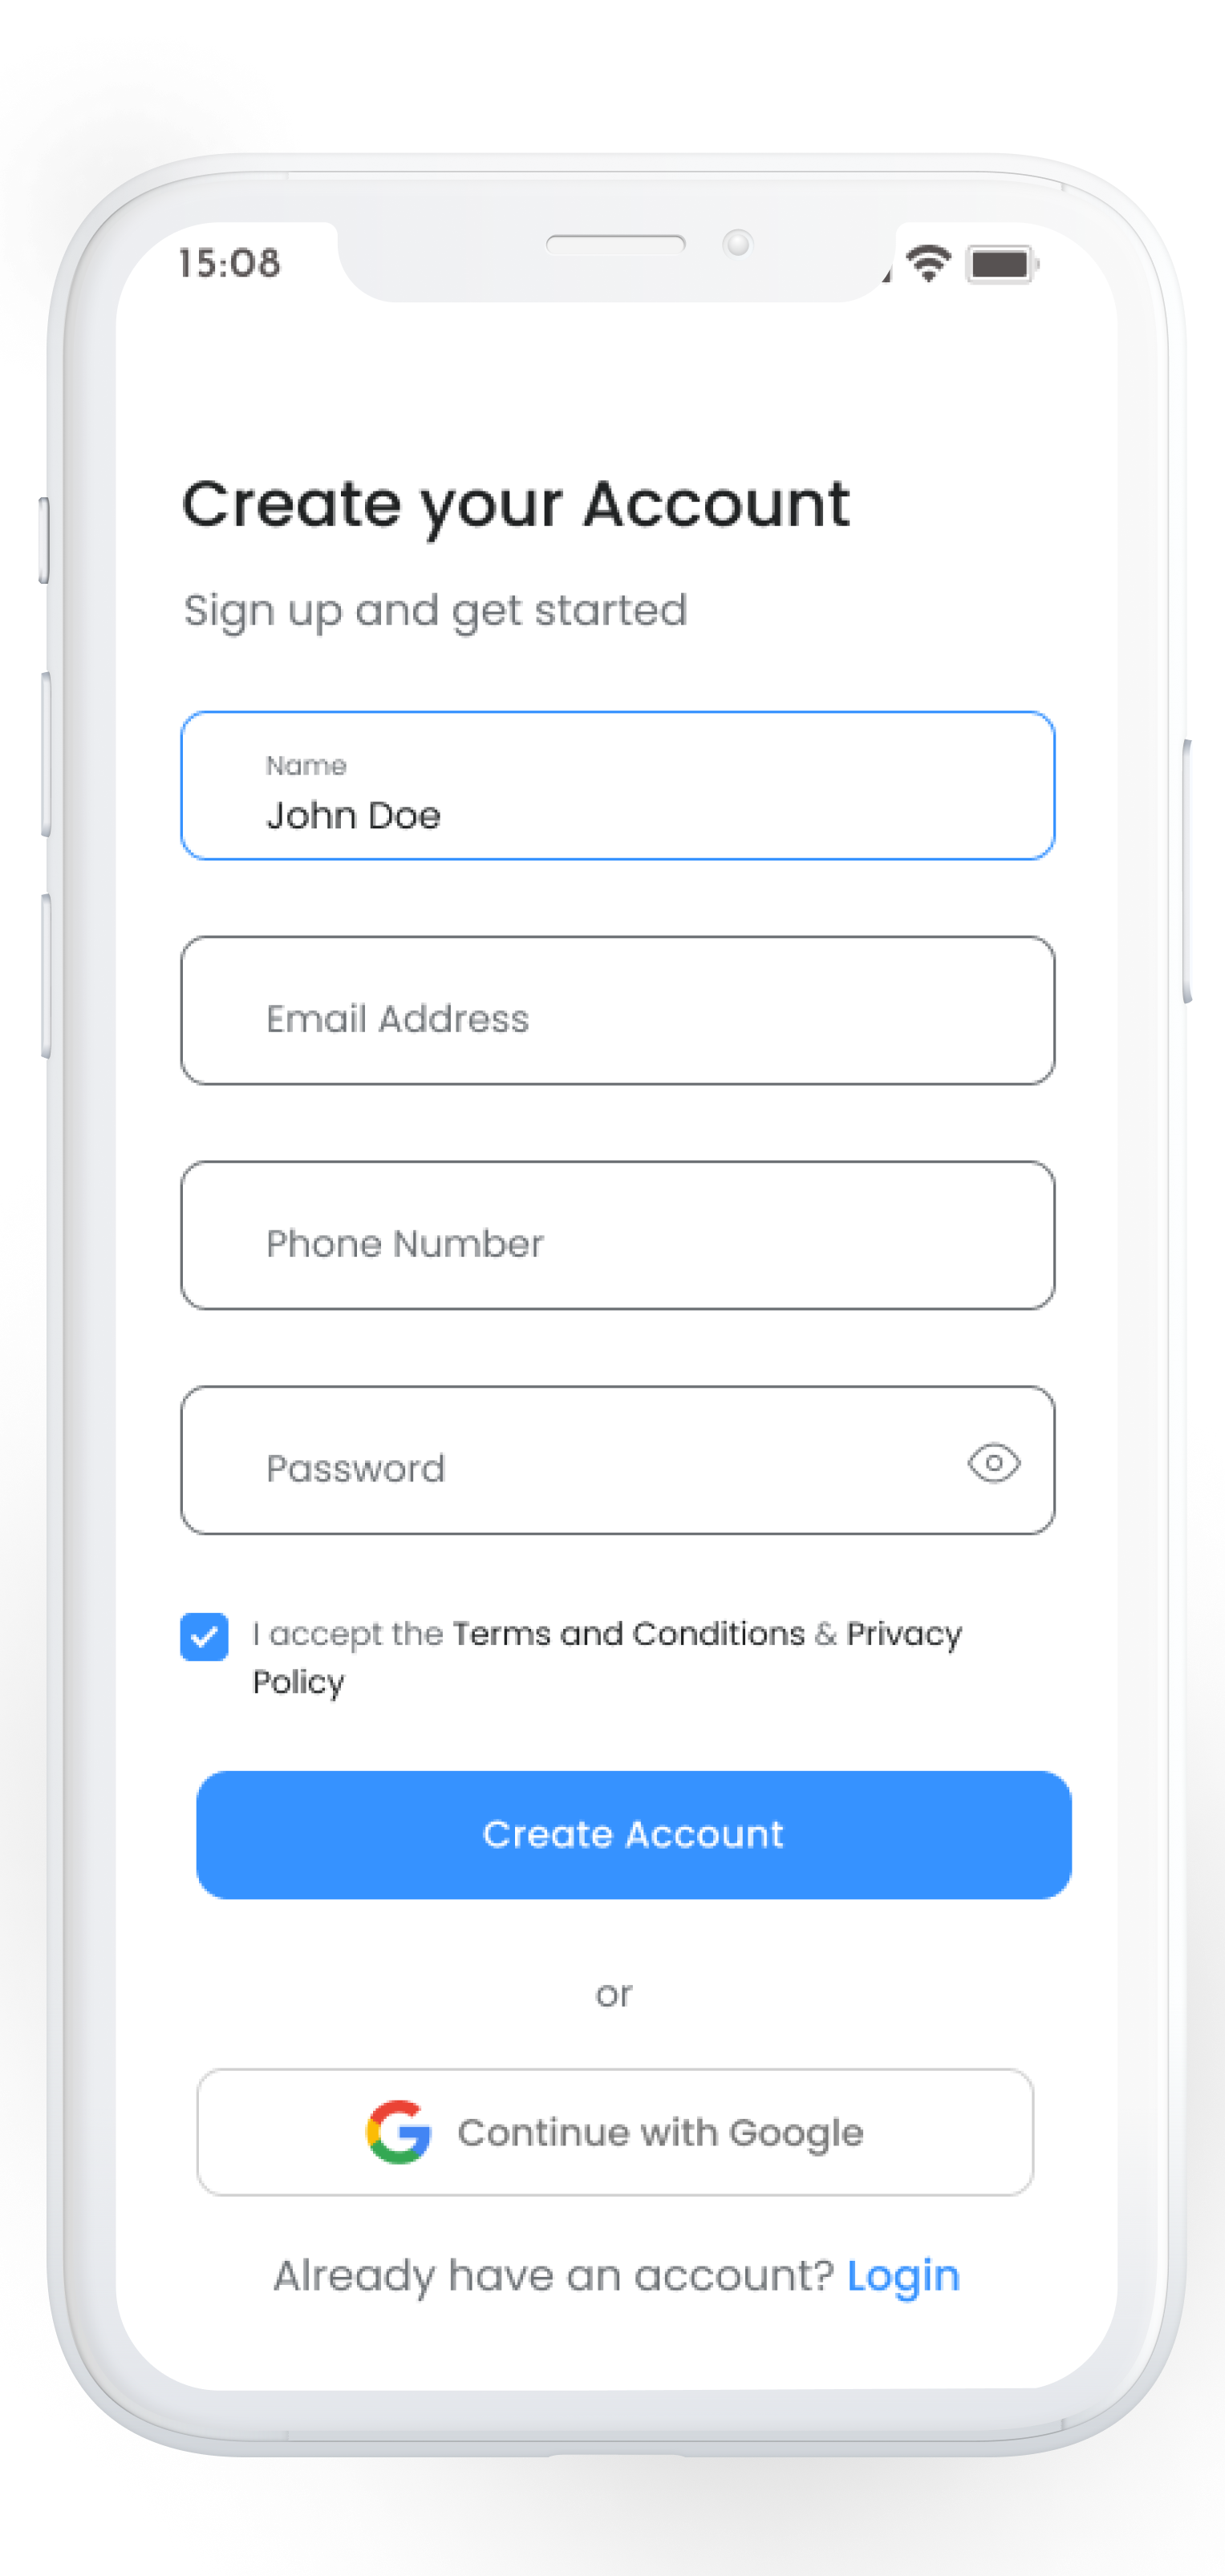 15:08
Create your Account
Sign up and get started
Name
John Doe
Email Address
Phone Number
Password
I accept the Terms and Conditions & Privacy
Policy
Create Account
or
Continue with Google
Already have an account? Login